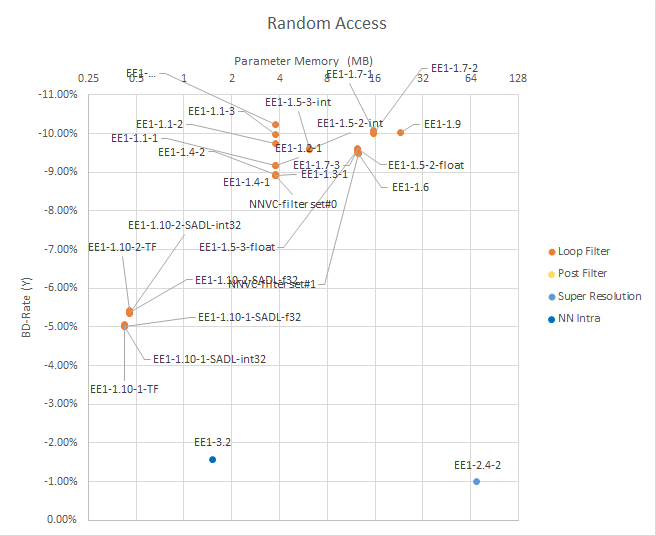 Random Access
Parameter Memory (MB)
0.25 0.5 1 2 4 8 16 32 64 128
EE1-...
EE1-1.7-1
EE1-1.7-2
-11.00%
EE1-1.5-3-int
EE1-1.1-3
EE1-1.1-2
EE1-1.5-2-int
EE1-1.9
-10.00%
EE1-1.1-1
EE1-1.4-2
EE1-1.2-1
EE1-1.7-3
EE1-1.5-2-float
-9.00%
EE1-1.3-1
EE1-1.4-1
EE1-1.6
NNVC-filter set#0
-8.00%
EE1-1.10-2-SADL-int32
EE1-1.10-2-TF
EE1-1.5-3-float
-7.00%
EE1-1.10-2-SADL-f32
NNVC-filter set#1
-6.00%
EE1-1.10-1-SADL-f32
-5.00%
EE1-1.10-1-SADL-int32
-4.00%
EE1-1.10-1-TF
-3.00%
EE1-3.2
-2.00%
EE1-2.4-2
-1.00%
0.00%
BD-Rate (Y)
Loop Filter
Post Filter
Super Resolution
NN Intra